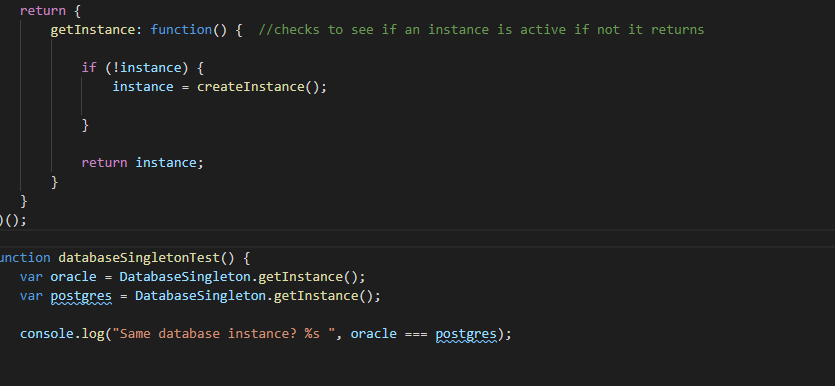 return {
getInstance: function() {  //checks to see if an instance is active if not it returns
if (!instance) {
instance = createInstance();
}
return instance;
}
}
)();
unction databaseSingletonTest() {
var oracle = DatabaseSingleton.getInstance();
var postgres = DatabaseSingleton.getInstance();
console.log("Same database instance? %s ", oracle === postgres);